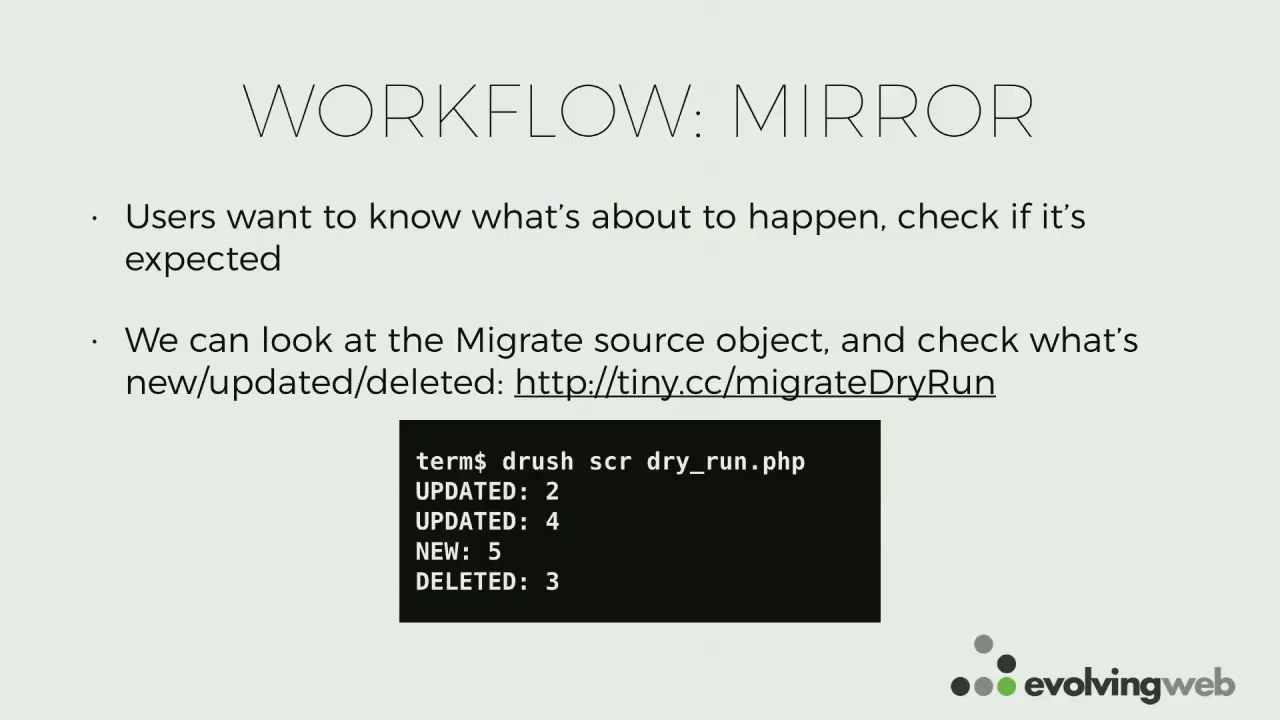 WORKFLOW: MIRROR
· Users want to know what's about to happen, check if it's
expected
· We can look at the Migrate source object, and check what's
new/updated/deleted: http://tiny.cc/migrateDryRun
term$ drush scr dry_run.php
UPDATED: 2
UPDATED: 4
NEW: 5
DELETED: 3
evolvingweb